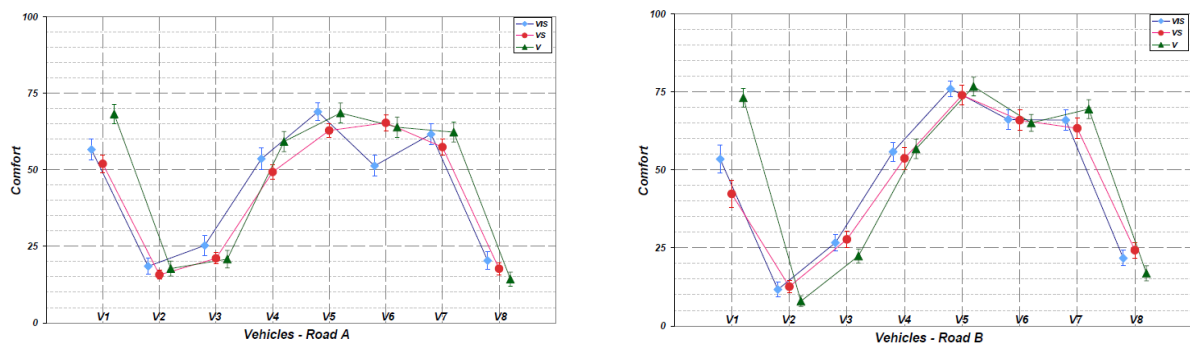 100
75
50
25
0
Comfort
VIS
VS
V
V1 V2 V3 V4 V5 V6 V7 V8
Vehicles - Road A
100
75
50
25
0
Comfort
VIS
VS
V
V1 V2 V3 V4 V5 V6 V7 V8
Vehicles - Road B